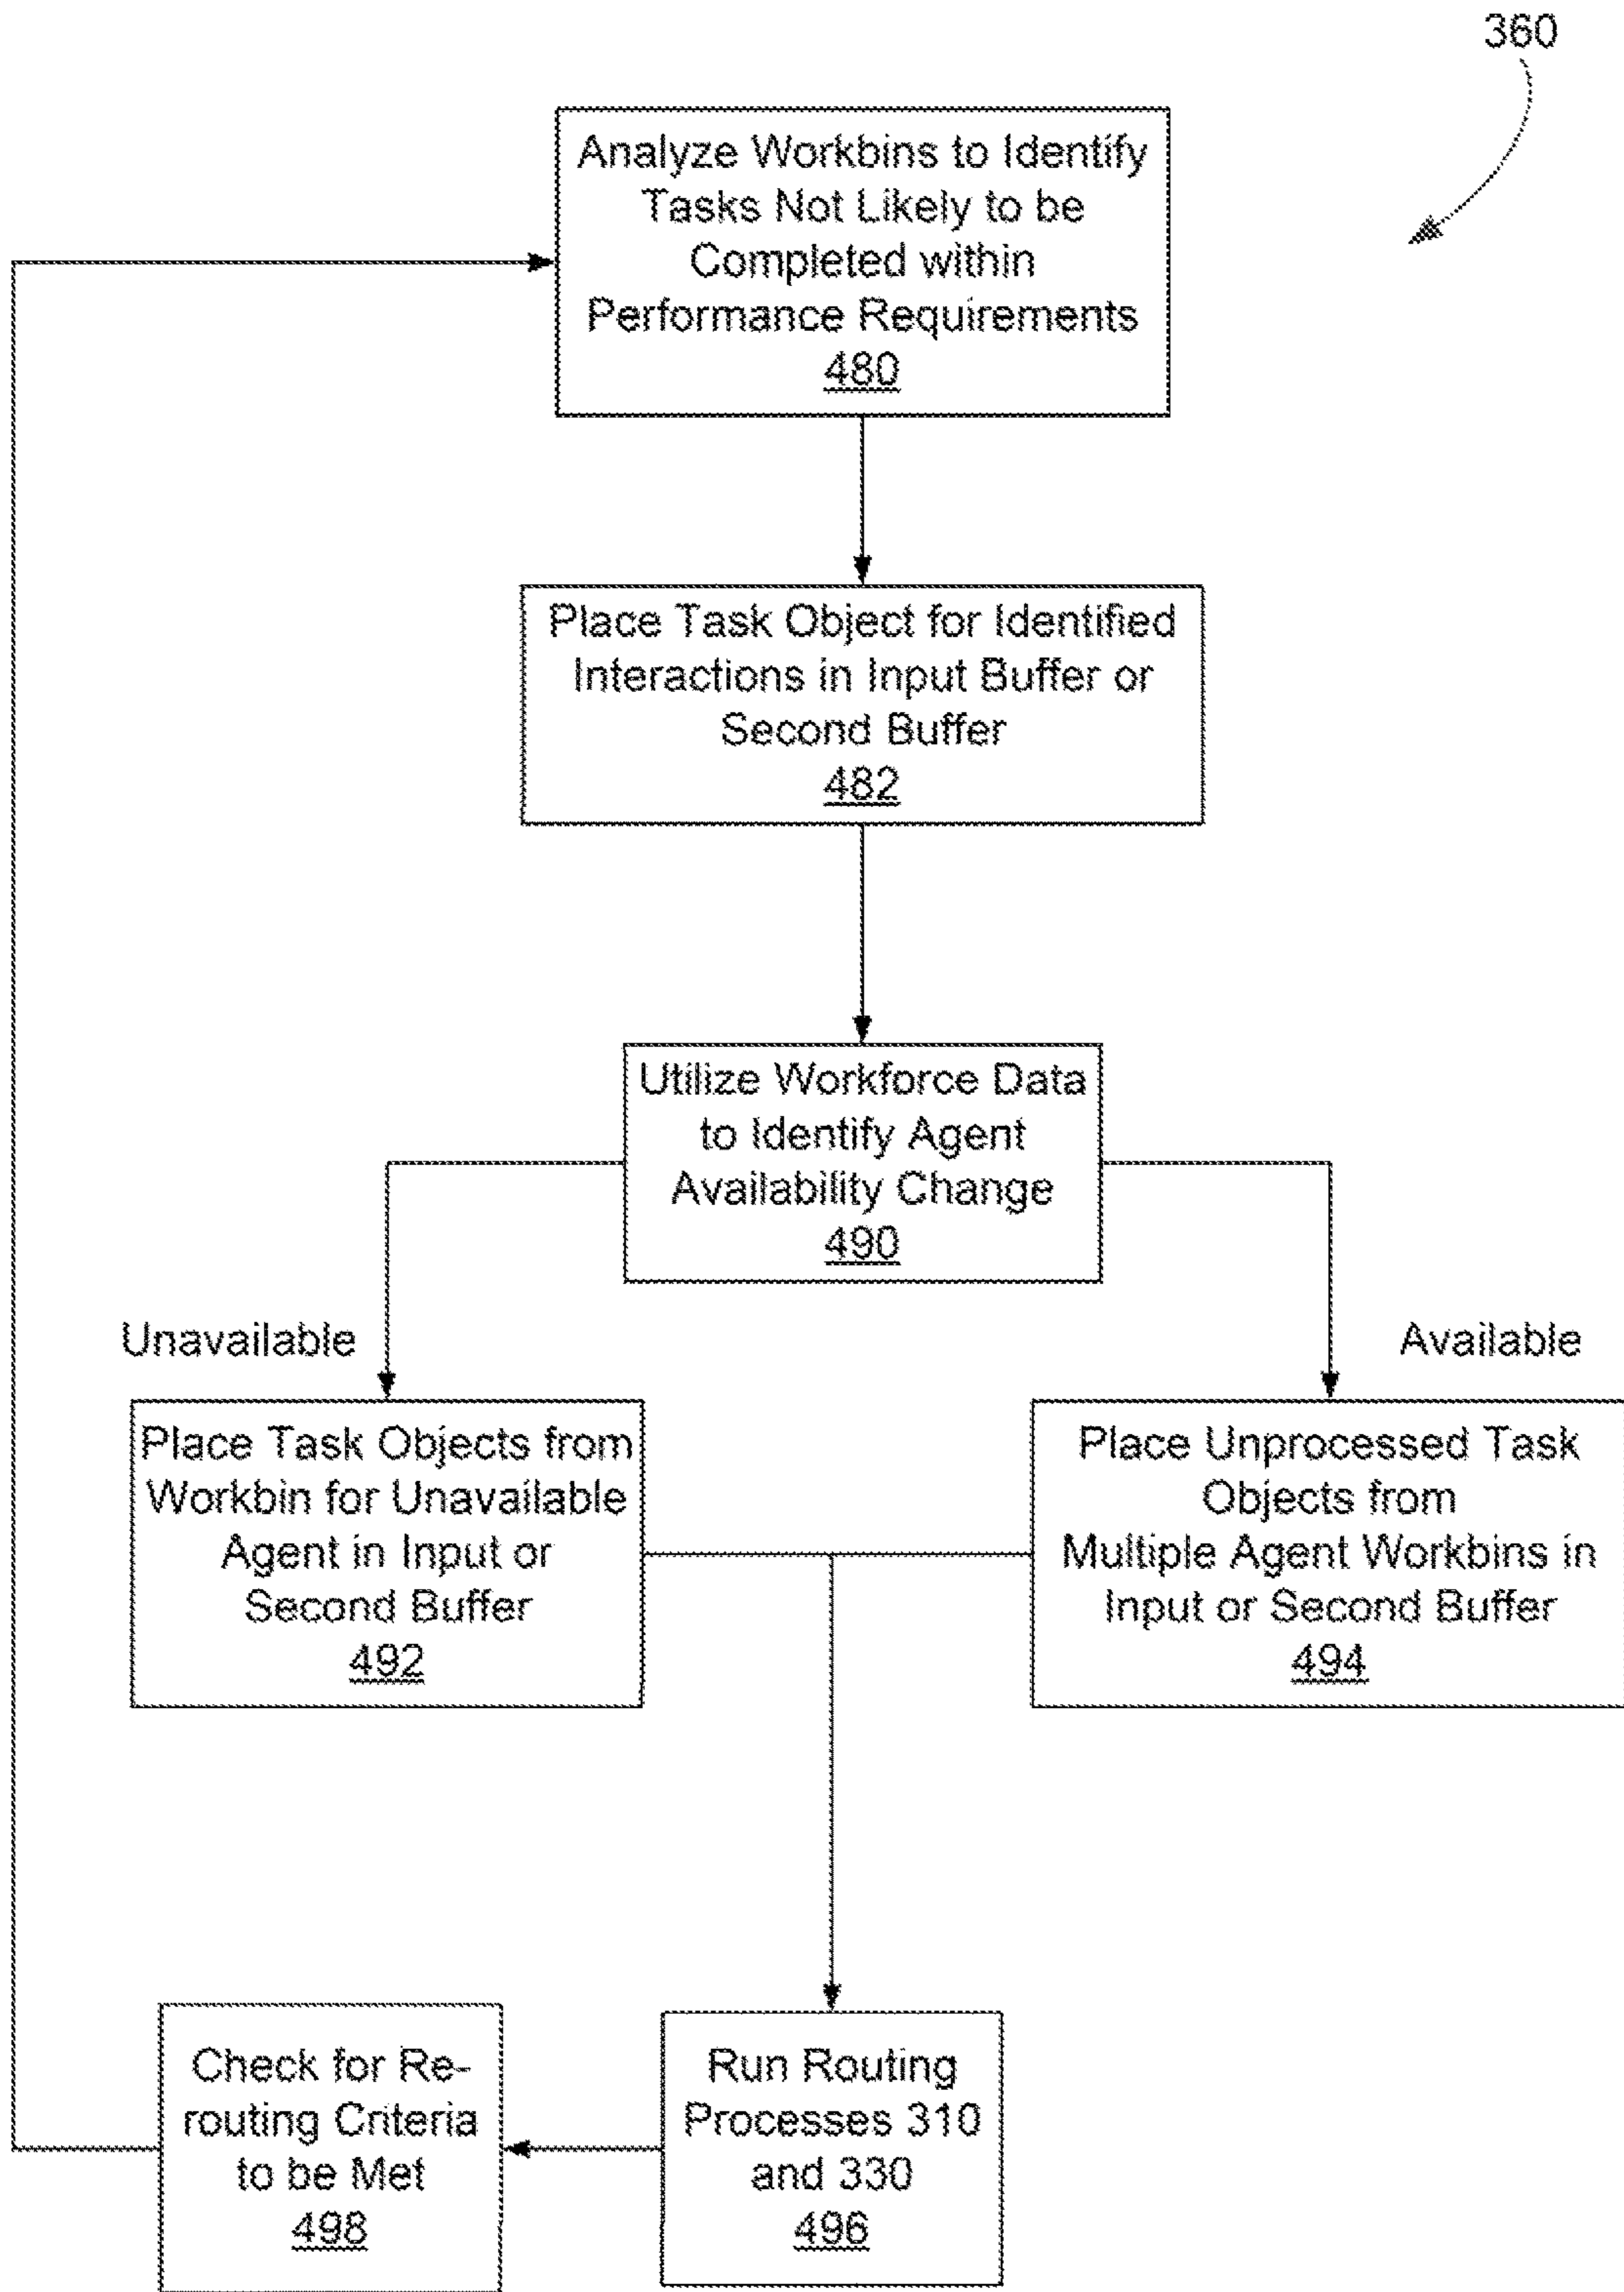 360
Analyze Workbins to Identify
Tasks Not Likely to be
Completed within
Performance Requirements
480
Place Task Object for Identified
Interactions in Input Buffer or
Second Buffer
482
Utilize Workforce Data
to Identify Agent
Availability Change
490
Unavailable
Available
Place Task Objects from
Workbin for Unavailable
Agent in Input or
Second Buffer
492
Place Unprocessed Task
Objects from
Multiple Agent Workbins in
Input or Second Buffer
494
Check for Re-
routing Criteria
to be Met
498
Run Routing
Processes 310
and 330
496